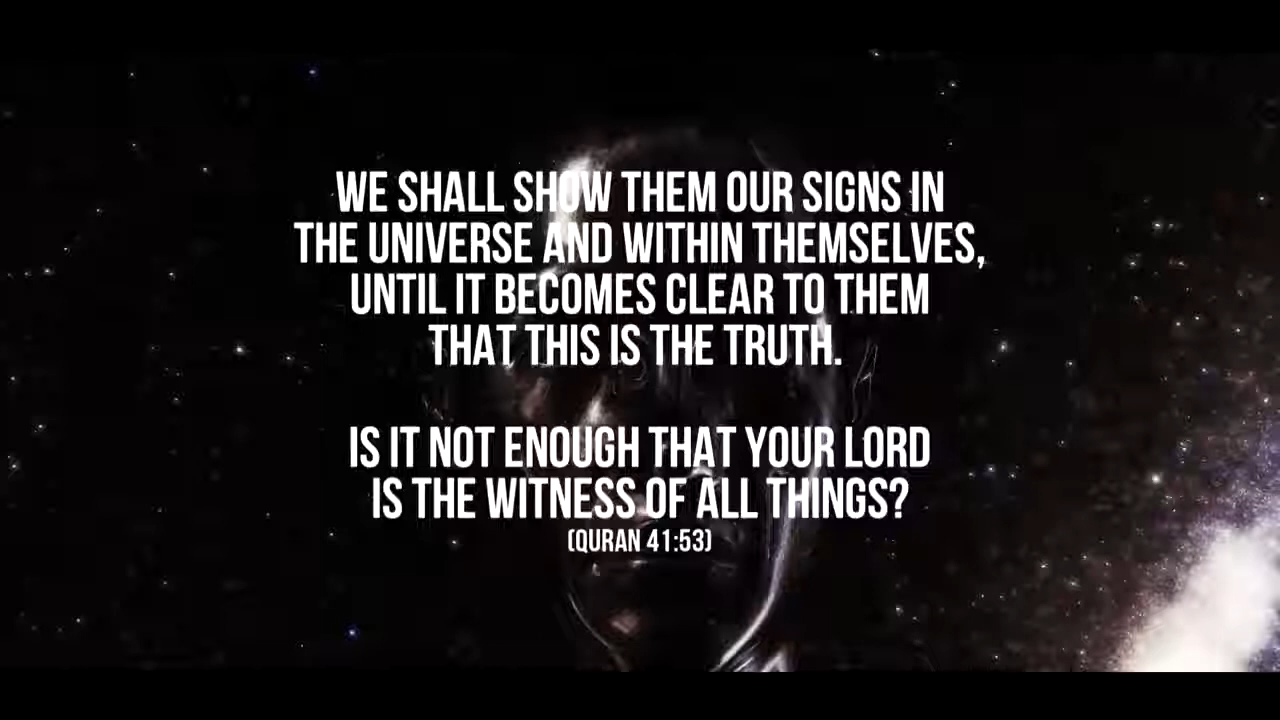 WE SHALL SHOW THEM OUR SIGNS IN
THE UNIVERSE AND WITHIN THEMSELVES,
UNTIL IT BECOMES CLEAR TO THEM
THAT THIS IS THE TRUTH.
IS IT NOT ENOUGH THAT YOUR LORD
IS THE WITNESS OF ALL THINGS?
(QURAN 41:53)